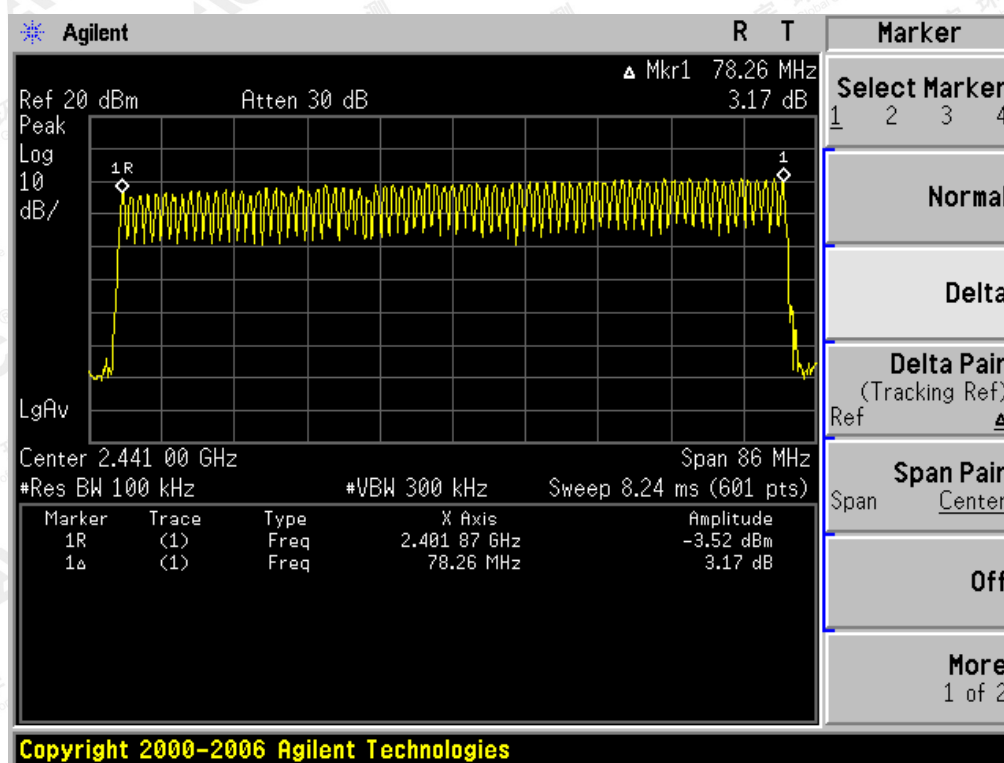 Agilent R T Marker
Δ Mkr1 78.26 MHz
Ref 20 dBm Atten 30 dB 3.17 dB
Peak
Log
10
dB/
1R
1
LgAv
Center 2.441 00 GHz Span 86 MHz
#Res BW 100 kHz #VBW 300 kHz Sweep 8.24 ms (601 pts)
Marker Trace Type X Axis Amplitude
1R (1) Freq 2.401 87 GHz -3.52 dBm
1Δ (1) Freq 78.26 MHz 3.17 dB
Select Marker
1 2 3 4
Normal
Delta
Delta Pair
(Tracking Ref)
Ref Δ
Span Pair
Span Center
Off
More
1 of 2
Copyright 2000-2006 Agilent Technologies